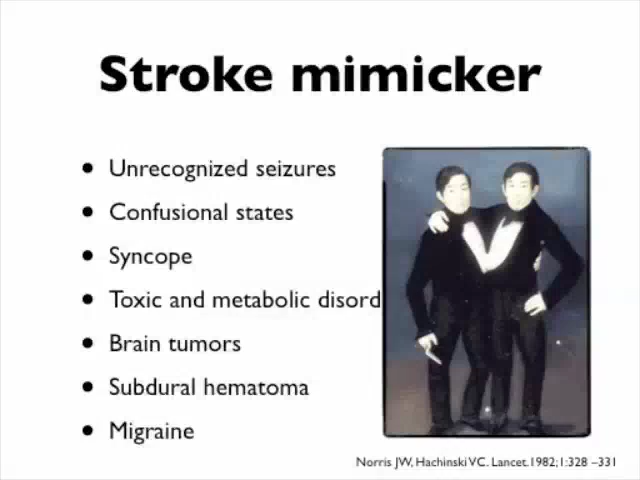 Stroke mimicker
• Unrecognized seizures
• Confusional states
• Syncope
• Toxic and metabolic disord
• Brain tumors
• Subdural hematoma
• Migraine
Norris JW, Hachinski VC. Lancet.1982;1:328 –331